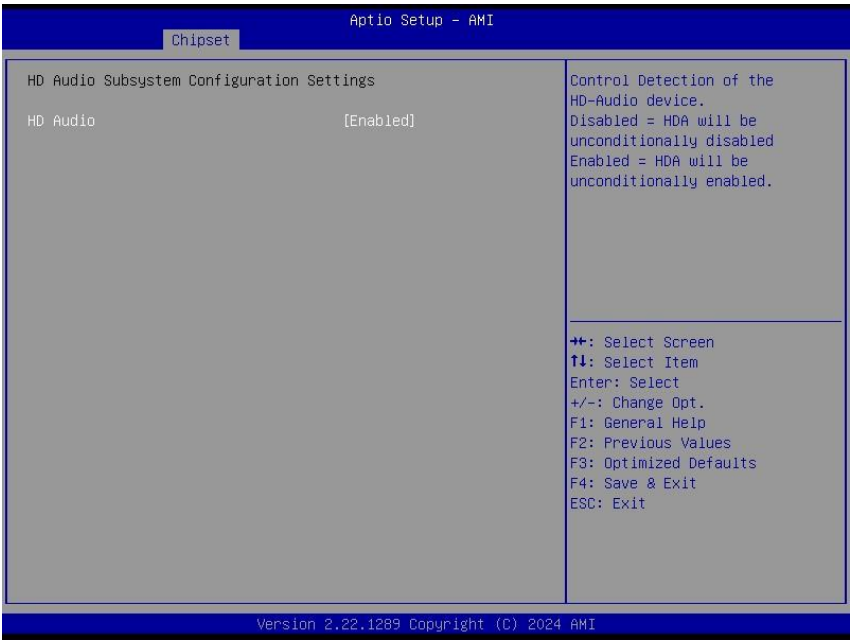 Aptio Setup - AMI
Chipset
HD Audio Subsystem Configuration Settings
HD Audio [Enabled]
Control Detection of the
HD-Audio device.
Disabled = HDA will be
unconditionally disabled
Enabled = HDA will be
unconditionally enabled.
→←: Select Screen
↑↓: Select Item
Enter: Select
+/-: Change Opt.
F1: General Help
F2: Previous Values
F3: Optimized Defaults
F4: Save & Exit
ESC: Exit
Version 2.22.1289 Copyright (C) 2024 AMI